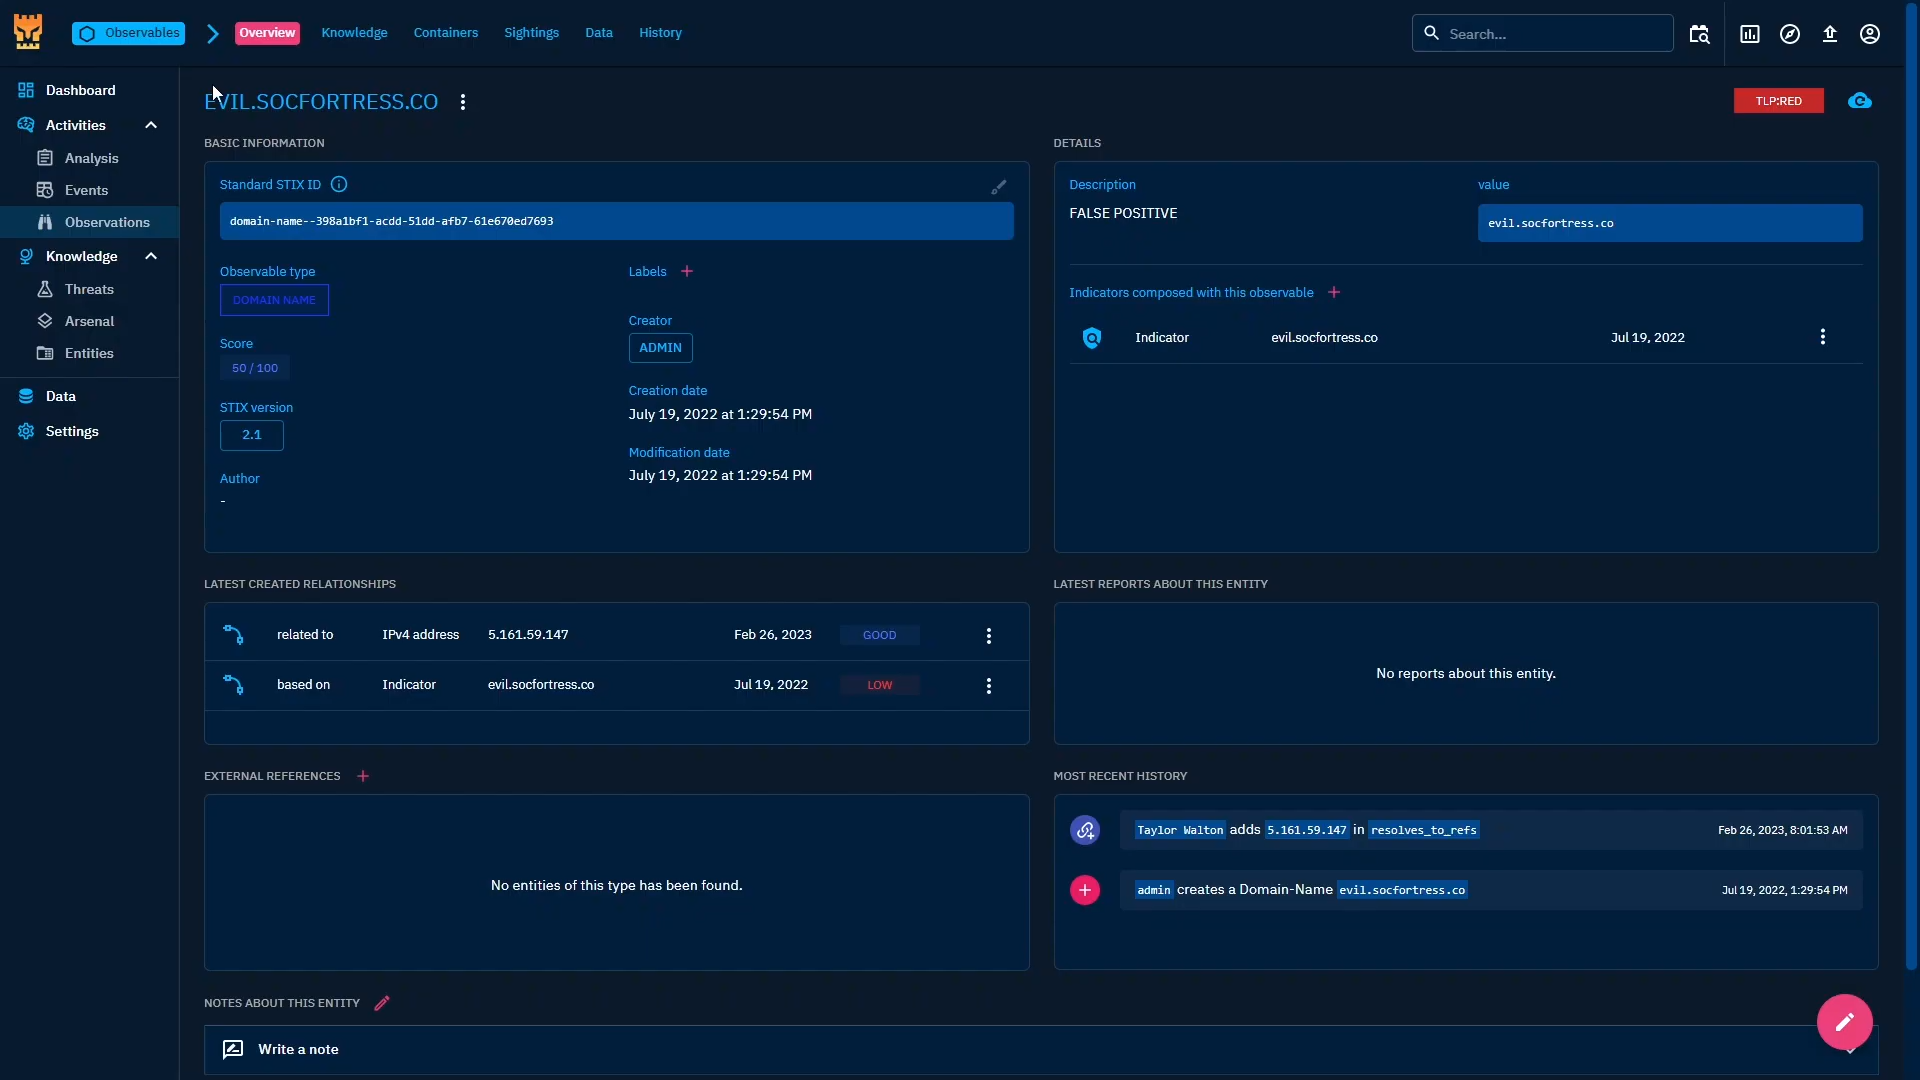 Observables
Overview
Knowledge
Containers
Sightings
Data
History
Search...
Dashboard
Activities
Analysis
Events
Observations
Knowledge
Threats
Arsenal
Entities
Data
Settings
EVIL.SOCFORTRESS.CO
TLP:RED
BASIC INFORMATION
Standard STIX ID
domain-name--398a1bf1-acdd-51dd-afb7-61e670ed7693
Observable type
DOMAIN NAME
Score
50 / 100
STIX version
2.1
Author
-
Labels
Creator
ADMIN
Creation date
July 19, 2022 at 1:29:54 PM
Modification date
July 19, 2022 at 1:29:54 PM
DETAILS
Description
FALSE POSITIVE
value
evil.socfortress.co
Indicators composed with this observable
Indicator evil.socfortress.co Jul 19, 2022
LATEST CREATED RELATIONSHIPS
related to IPv4 address 5.161.59.147 Feb 26, 2023 GOOD
based on Indicator evil.socfortress.co Jul 19, 2022 LOW
LATEST REPORTS ABOUT THIS ENTITY
No reports about this entity.
EXTERNAL REFERENCES
No entities of this type has been found.
MOST RECENT HISTORY
Taylor Walton adds 5.161.59.147 in resolves_to_refs Feb 26, 2023, 8:01:53 AM
admin creates a Domain-Name evil.socfortress.co Jul 19, 2022, 1:29:54 PM
NOTES ABOUT THIS ENTITY
Write a note